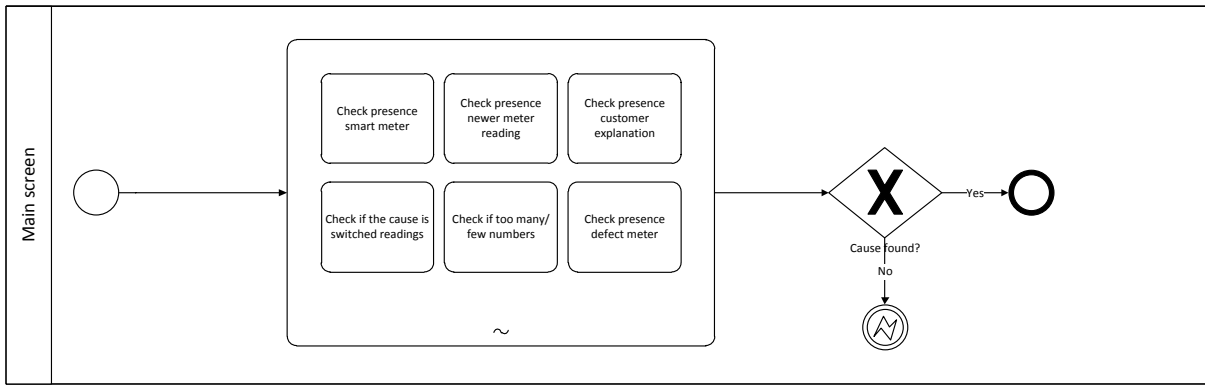 Main screen
Check presence
smart meter
Check presence
newer meter
reading
Check presence
customer
explanation
Check if the cause is
switched readings
Check if too many/
few numbers
Check presence
defect meter
X
Yes
Cause found?
No